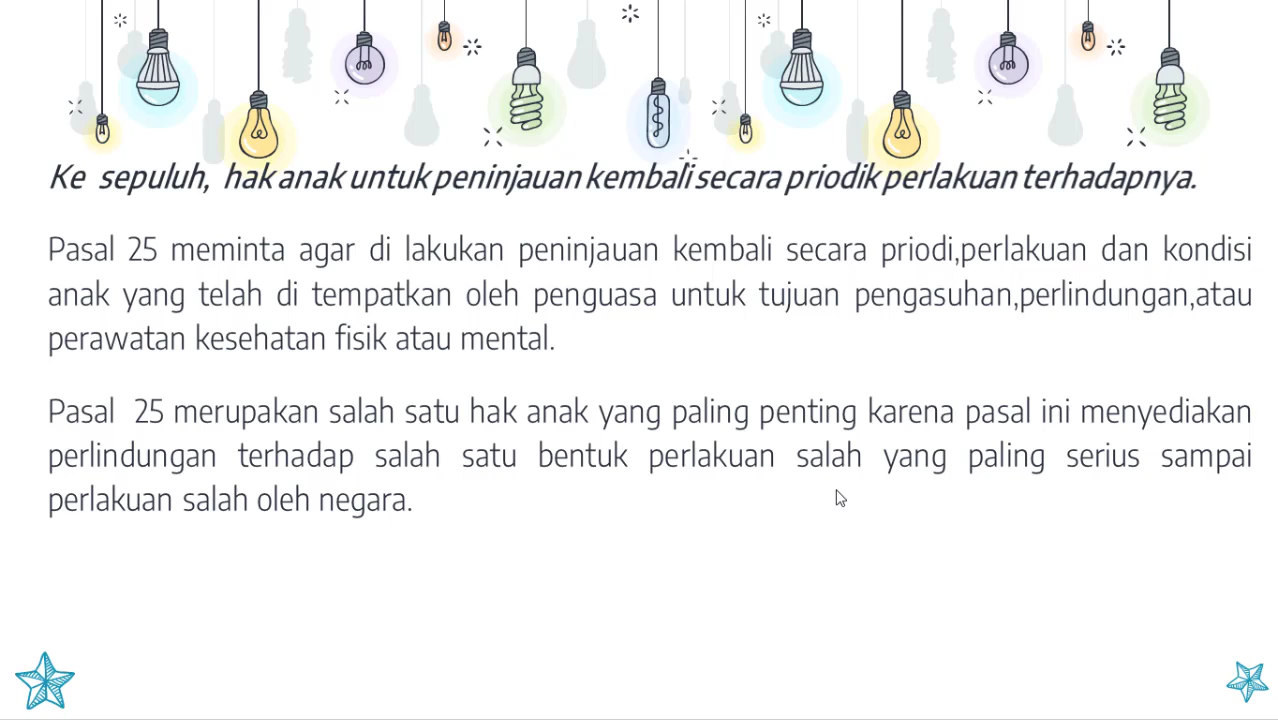 Ke sepuluh, hak anak untuk peninjauan kembali secara priodik perlakuan terhadapnya.
Pasal 25 meminta agar di lakukan peninjauan kembali secara priodi,perlakuan dan kondisi
anak yang telah di tempatkan oleh penguasa untuk tujuan pengasuhan,perlindungan,atau
perawatan kesehatan fisik atau mental.
Pasal 25 merupakan salah satu hak anak yang paling penting karena pasal ini menyediakan
perlindungan terhadap salah satu bentuk perlakuan salah yang paling serius sampai
perlakuan salah oleh negara.